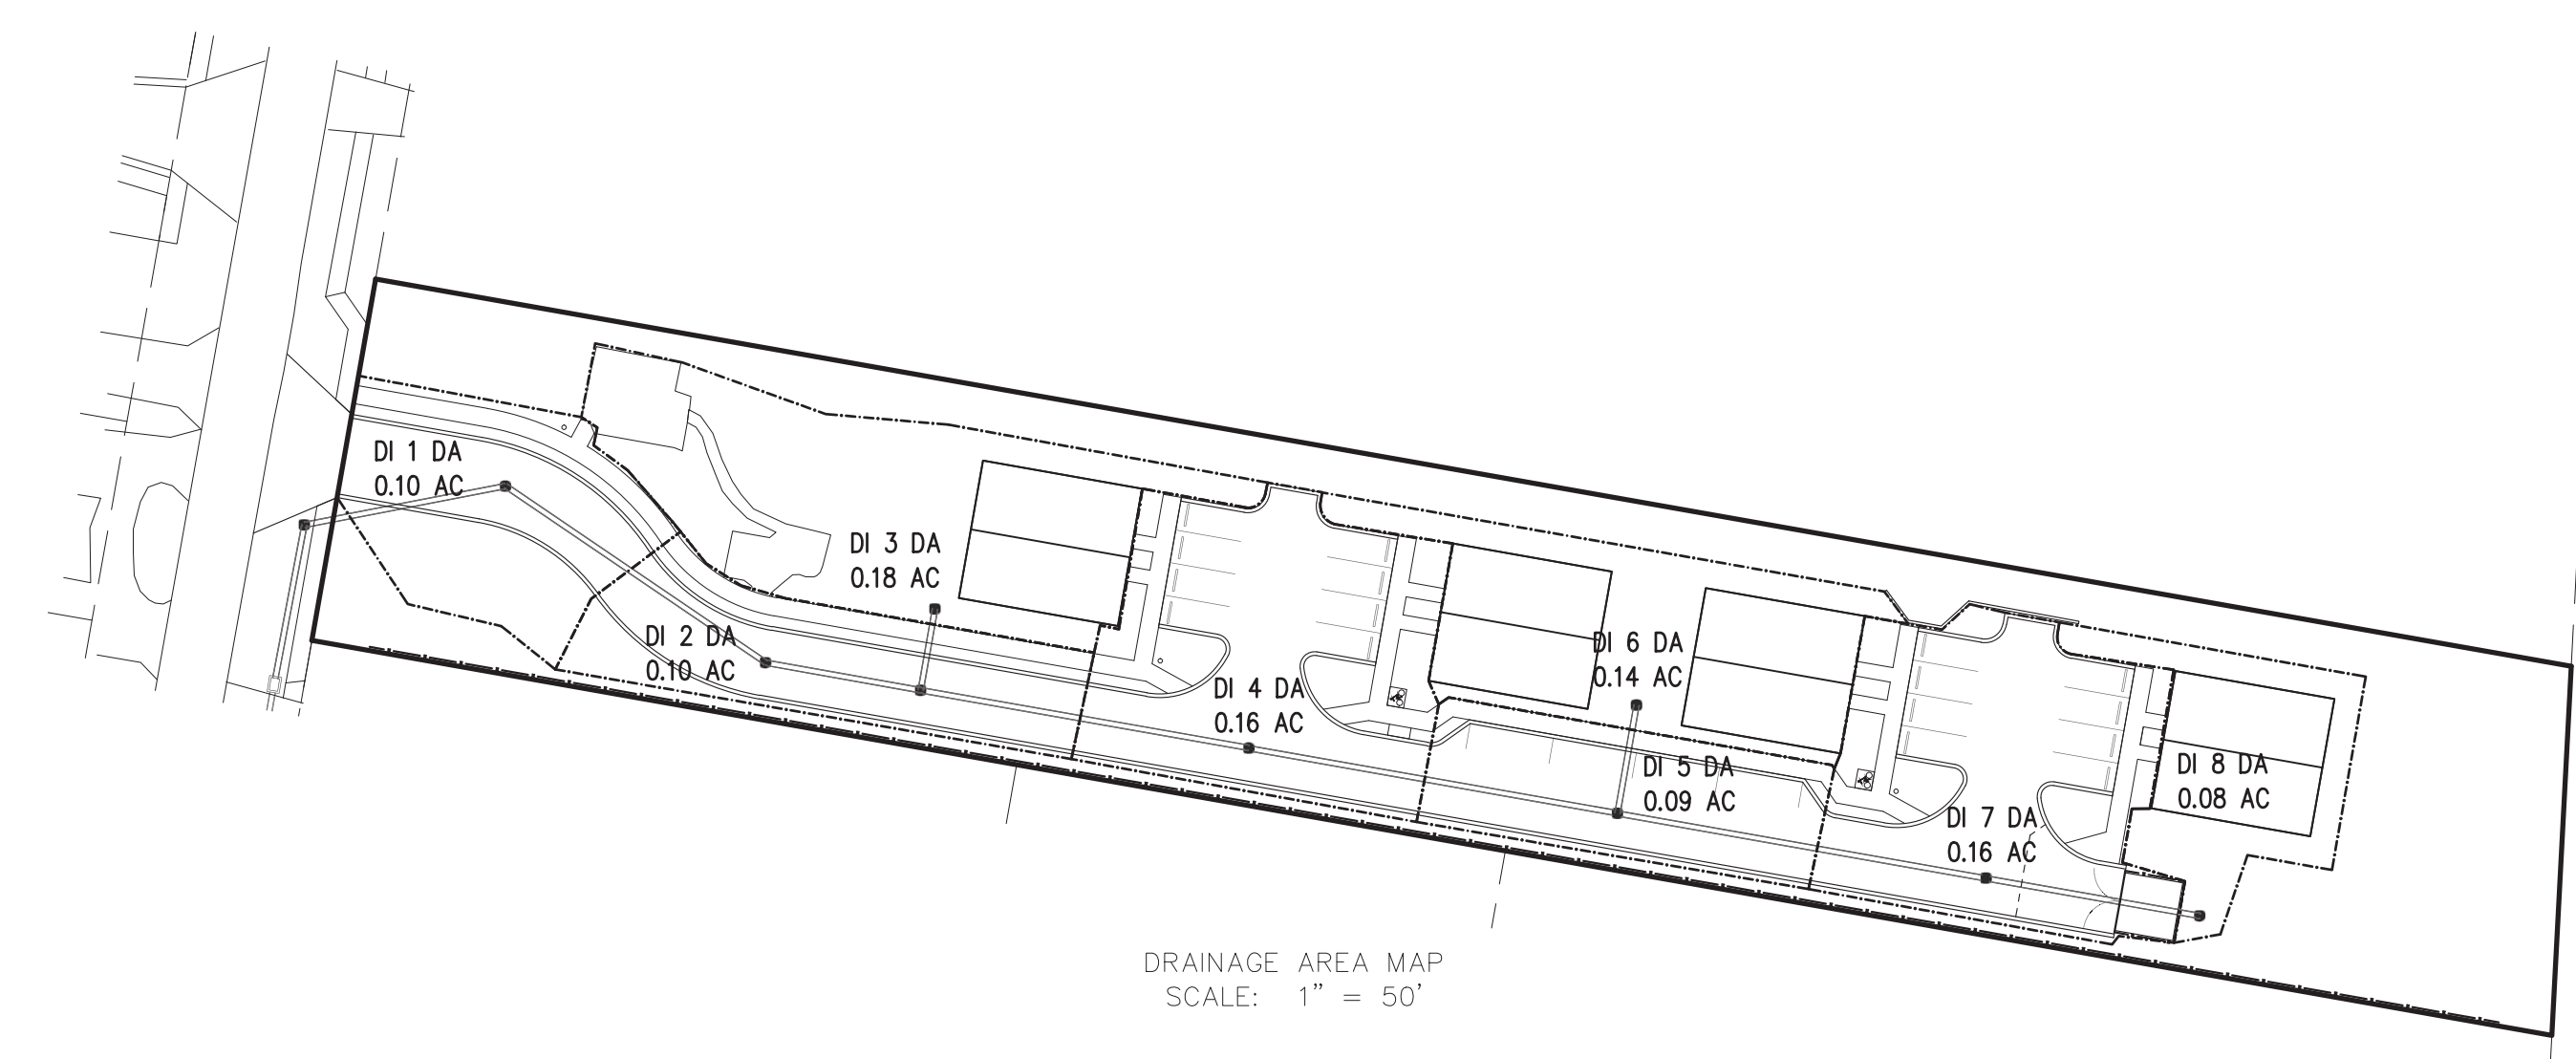 DI 1 DA
0.10 AC
DI 2 DA
0.10 AC
DI 3 DA
0.18 AC
DI 4 DA
0.16 AC
DI 6 DA
0.14 AC
DI 5 DA
0.09 AC
DI 7 DA
0.16 AC
DI 8 DA
0.08 AC
DRAINAGE AREA MAP
SCALE: 1” = 50’